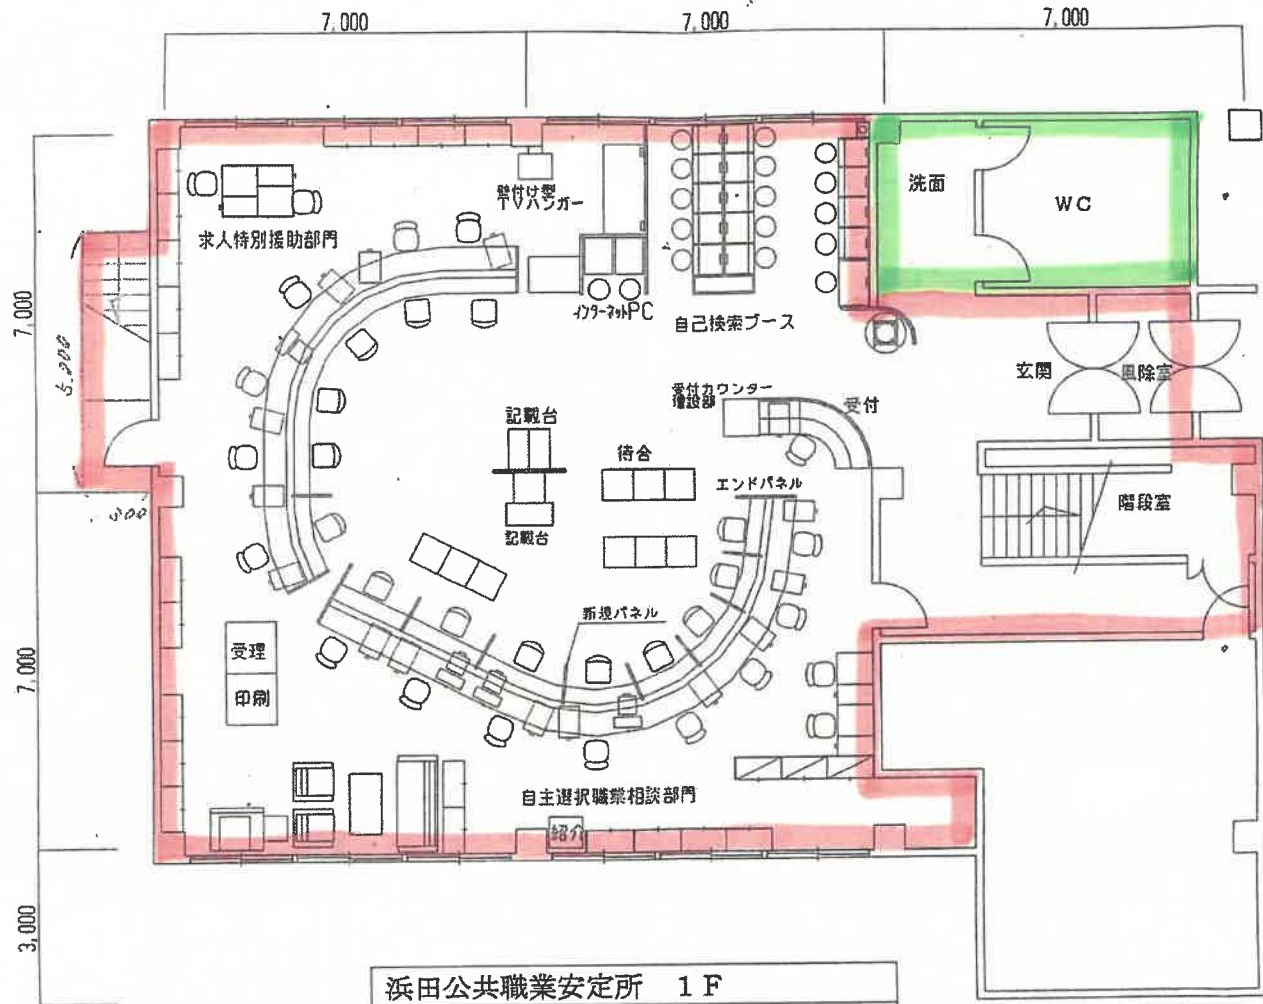 7,000
7,000
7,000
洗面
WC
壁付け型
TVハンガー
求人特別援助部門
7,000
インターネットPC
自己検索ブース
5.000
玄関
風除室
受付カウンター
増設部
受付
記載台
待合
エンドパネル
階段室
500
記載台
新規パネル
受理
7,000
印刷
自主選択職業相談部門
紹介
3,000
浜田公共職業安定所 1F